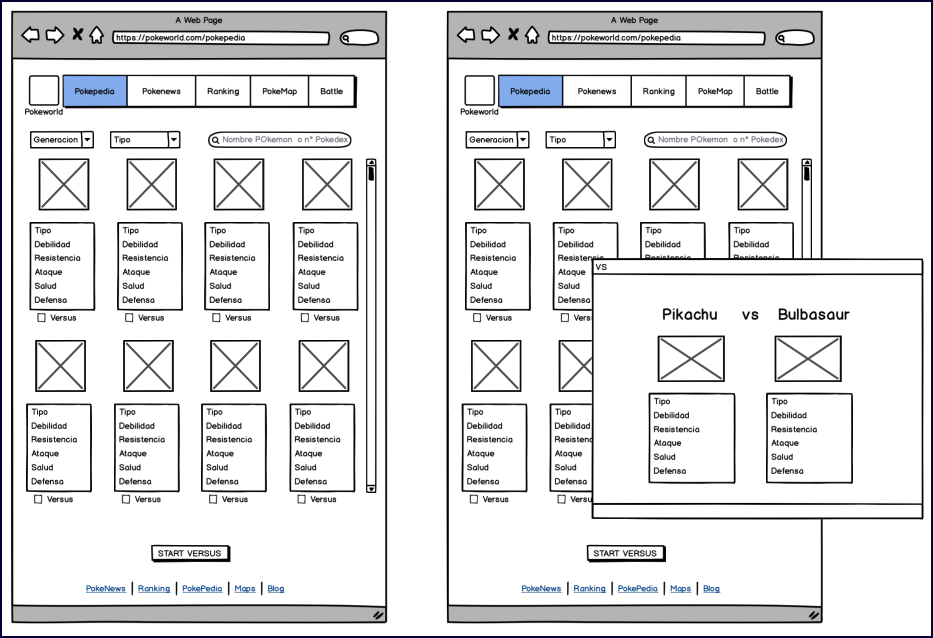 A Web Page
https://pokeworld.com/pokepedia
Pokepedia Pokenews Ranking PokeMap Battle
Pokeworld
Generacion Tipo Nombre POkemon o n° Pokedex
Tipo Tipo Tipo Tipo
Debilidad Debilidad Debilidad Debilidad
Resistencia Resistencia Resistencia Resistencia
Ataque Ataque Ataque Ataque
Salud Salud Salud Salud
Defensa Defensa Defensa Defensa
Versus Versus Versus Versus
Tipo Tipo Tipo Tipo
Debilidad Debilidad Debilidad Debilidad
Resistencia Resistencia Resistencia Resistencia
Ataque Ataque Ataque Ataque
Salud Salud Salud Salud
Defensa Defensa Defensa Defensa
Versus Versus Versus Versus
START VERSUS
PokeNews Ranking PokePedia Maps Blog
A Web Page
https://pokeworld.com/pokepedia
Pokepedia Pokenews Ranking PokeMap Battle
Pokeworld
Generacion Tipo Nombre POkemon o n° Pokedex
Tipo Tipo Tipo Tipo
Debilidad Debilidad Debilidad Debilidad
Resistencia Resistencia Resistencia Resistencia
Ataque Ataque
Salud Salud
Defensa Defensa
Versus Versus
Tipo Tipo
Debilidad Debilidad
Resistencia
Ataque Ataque
Salud Salud
Defensa Defensa
Versus Versus
START VERSUS
PokeNews Ranking PokePedia Maps Blog
VS
Pikachu vs Bulbasaur
Tipo Tipo
Debilidad Debilidad
Resistencia Resistencia
Ataque Ataque
Salud Salud
Defensa Defensa